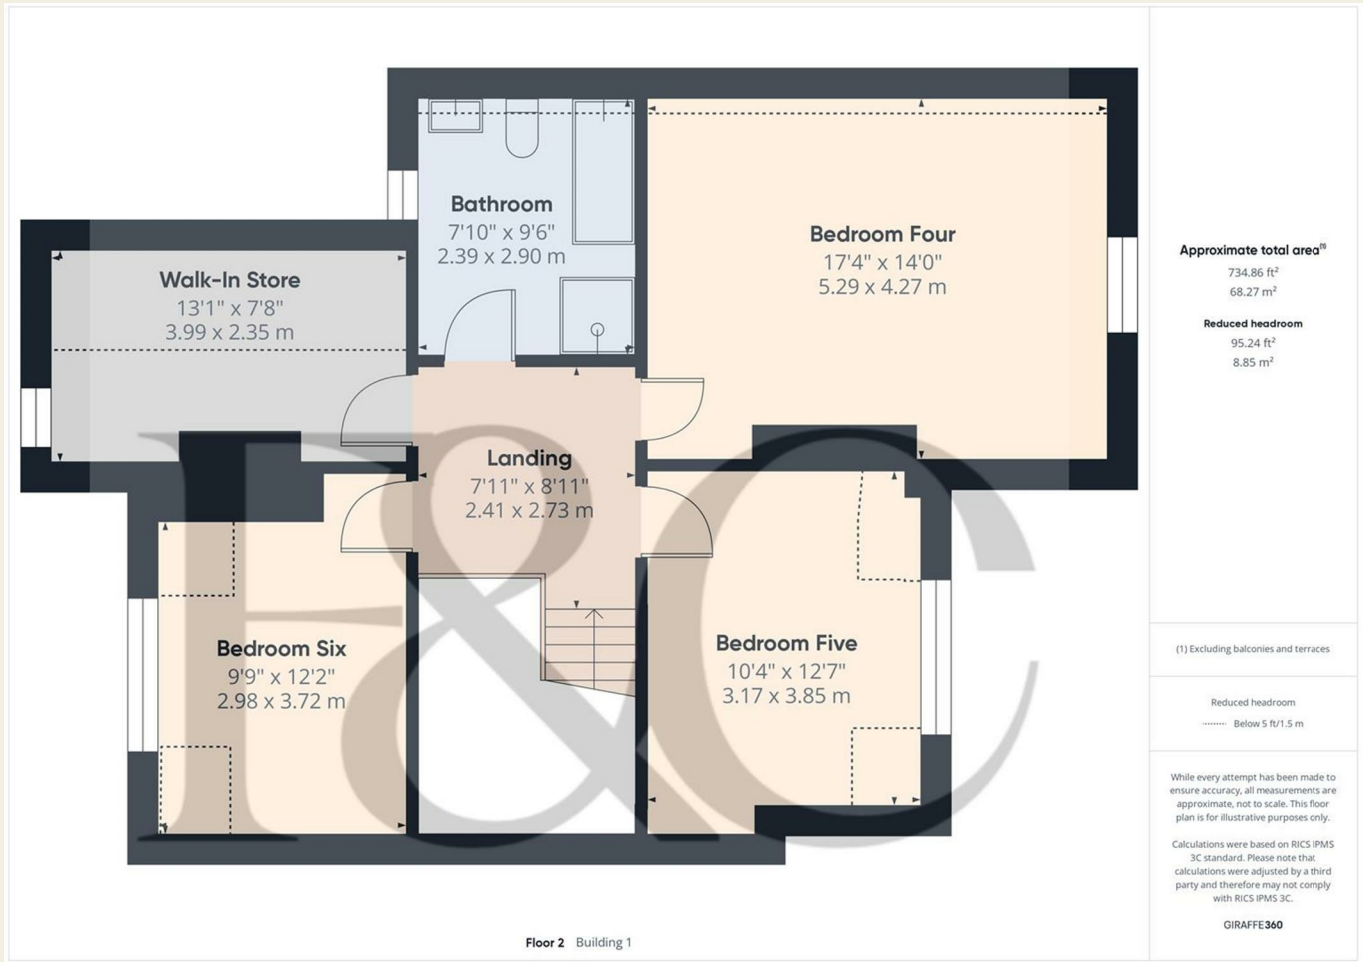 Bathroom
7'10" x 9'6"
2.39 x 2.90 m
Bedroom Four
17'4" x 14'0"
5.29 x 4.27 m
Walk-In Store
13'1" x 7'8"
3.99 x 2.35 m
Landing
7'11" x 8'11"
2.41 x 2.73 m
Bedroom Six
9'9" x 12'2"
2.98 x 3.72 m
Bedroom Five
10'4" x 12'7"
3.17 x 3.85 m
F&C
Floor 2 Building 1
Approximate total area(1)
734.86 ft²
68.27 m²
Reduced headroom
95.24 ft²
8.85 m²
(1) Excluding balconies and terraces
Reduced headroom
Below 5 ft/1.5 m
While every attempt has been made to
ensure accuracy, all measurements are
approximate, not to scale. This floor
plan is for illustrative purposes only.
Calculations were based on RICS IPMS
3C standard. Please note that
calculations were adjusted by a third
party and therefore may not comply
with RICS IPMS 3C.
GIRAFFE360